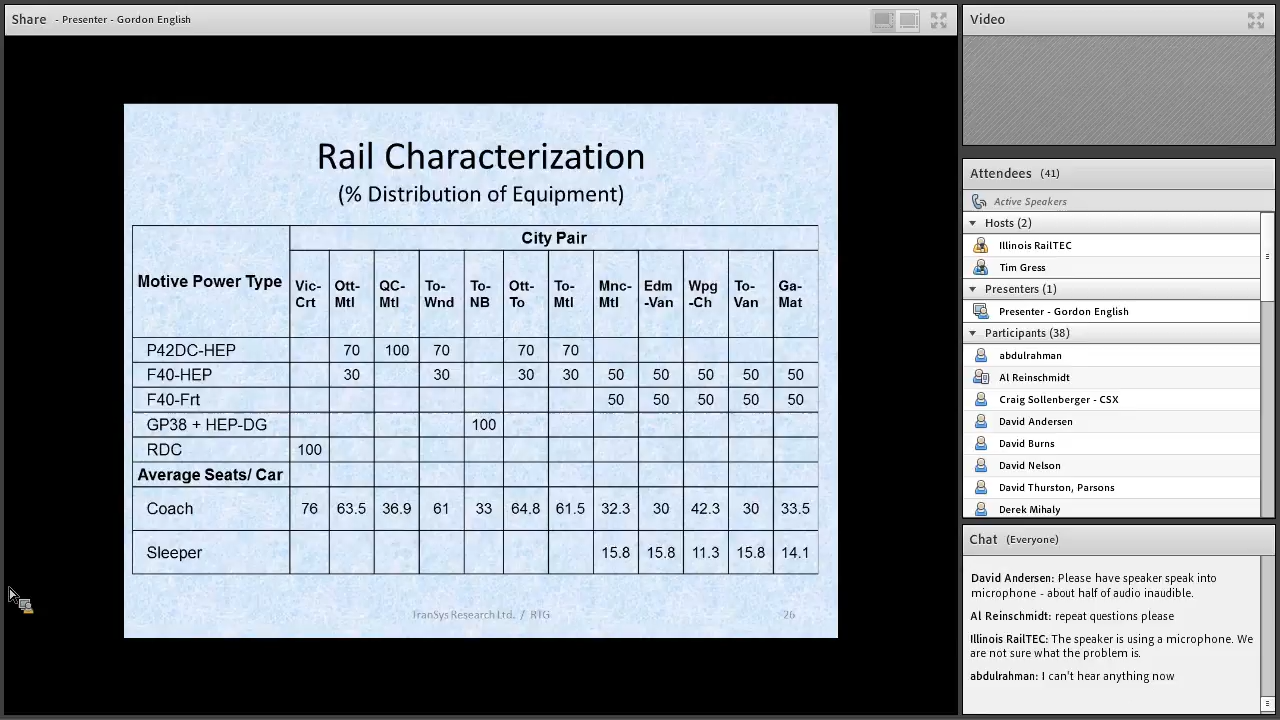 Share - Presenter - Gordon English
Rail Characterization
(% Distribution of Equipment)
Motive Power Type
City Pair
Vic-Crt Ott-Mtl QC-Mtl To-Wnd To-NB Ott-To To-Mtl Mnc-Mtl Edm-Van Wpg-Ch To-Van Ga-Mat
P42DC-HEP 70 100 70 70 70
F40-HEP 30 30 30 30 50 50 50 50 50
F40-Frt 50 50 50 50 50
GP38 + HEP-DG 100
RDC 100
Average Seats/ Car
Coach 76 63.5 36.9 61 33 64.8 61.5 32.3 30 42.3 30 33.5
Sleeper 15.8 15.8 11.3 15.8 14.1
TranSys Research Ltd. / RTG 26
Video
Attendees (41)
Active Speakers
Hosts (2)
Illinois RailTEC
Tim Gress
Presenters (1)
Presenter - Gordon English
Participants (38)
abdulrahman
Al Reinschmidt
Craig Sollenberger - CSX
David Andersen
David Burns
David Nelson
David Thurston, Parsons
Derek Mihaly
Chat (Everyone)
David Andersen: Please have speaker speak into
microphone - about half of audio inaudible.
Al Reinschmidt: repeat questions please
Illinois RailTEC: The speaker is using a microphone. We
are not sure what the problem is.
abdulrahman: I can't hear anything now